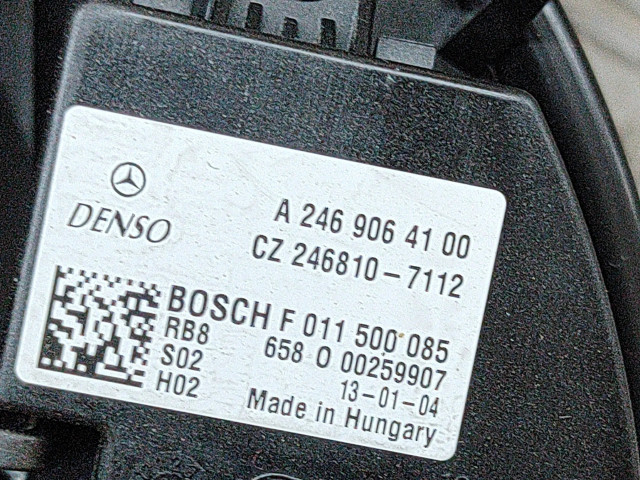 DENSO
A 246 906 41 00
CZ 246810-7112
BOSCH F 011 500 085
RB8 658 O 00259907
S02 13-01-04
H02 Made in Hungary